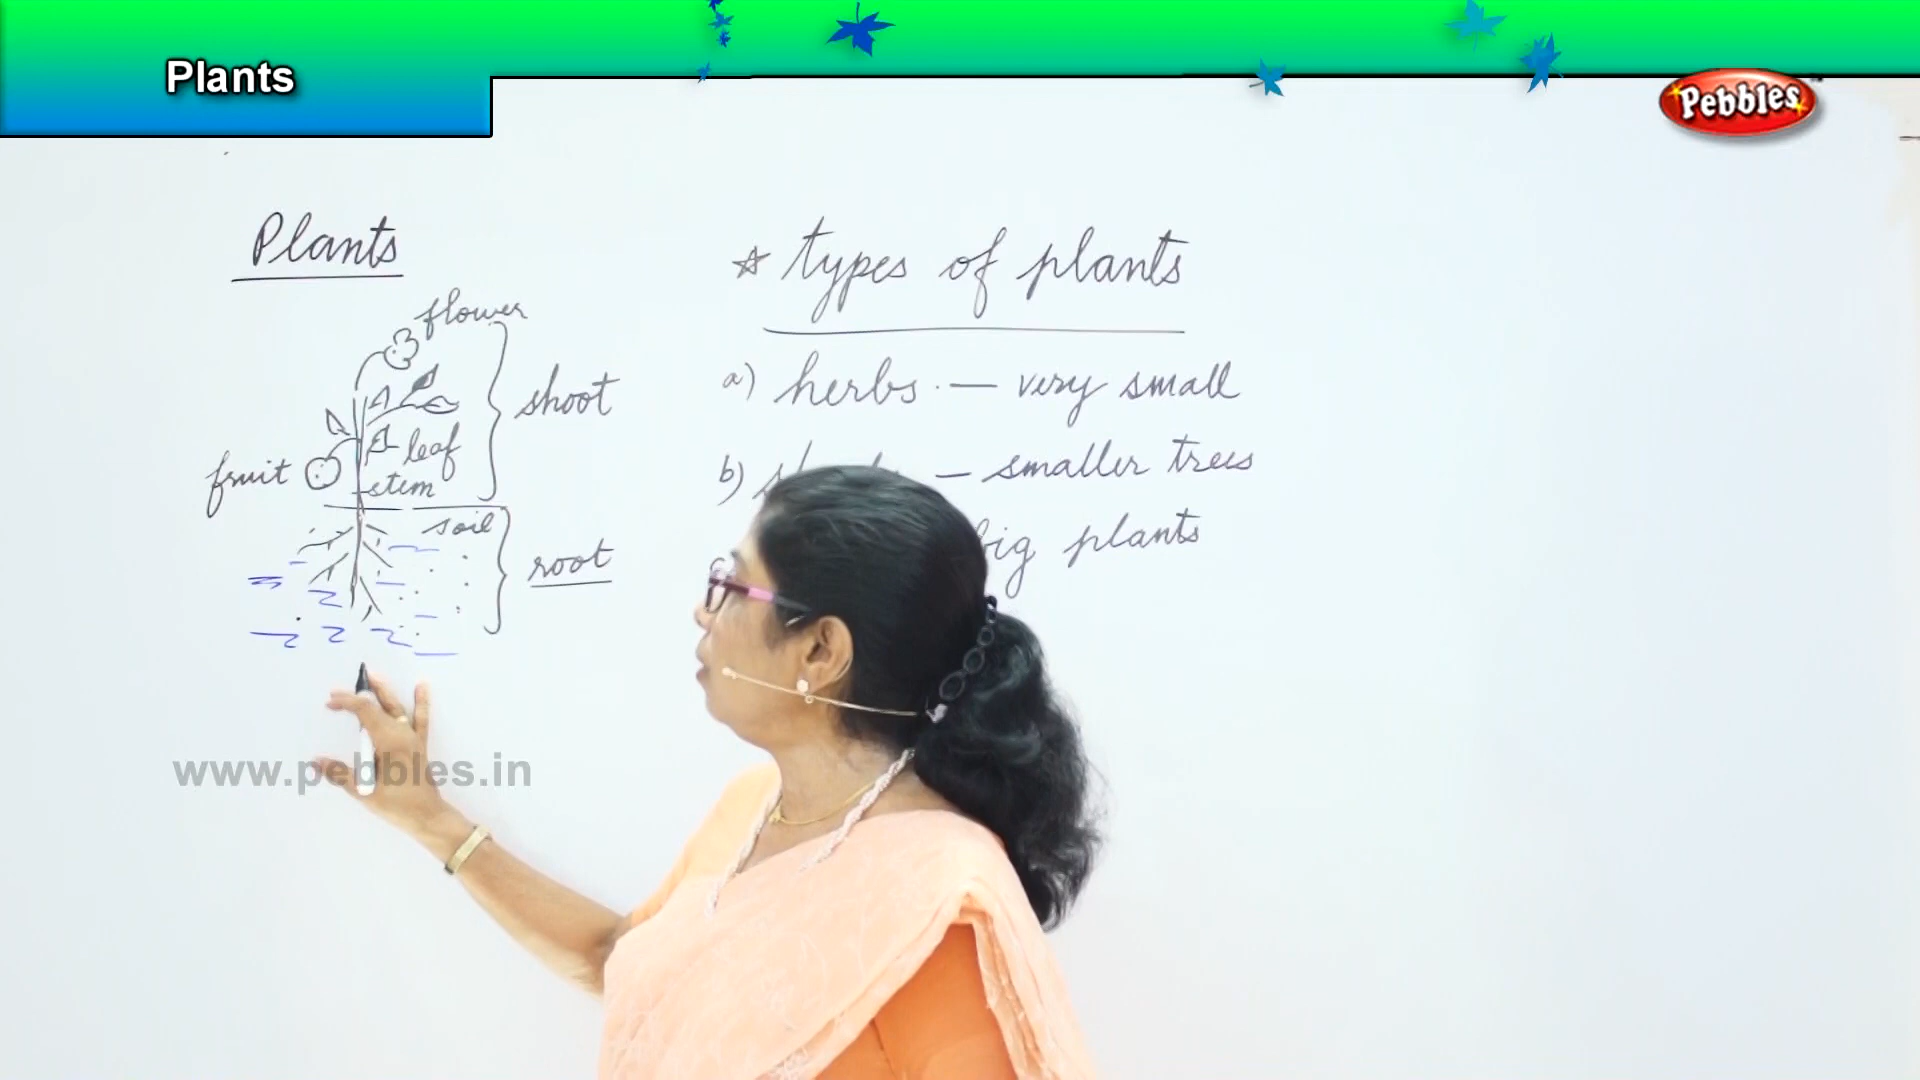 Plants
Pebbles
Plants
flower
shoot
leaf
fruit
stem
soil
root
☆ types of plants
a) herbs. — very small
b) — smaller trees
big plants
www.pebbles.in